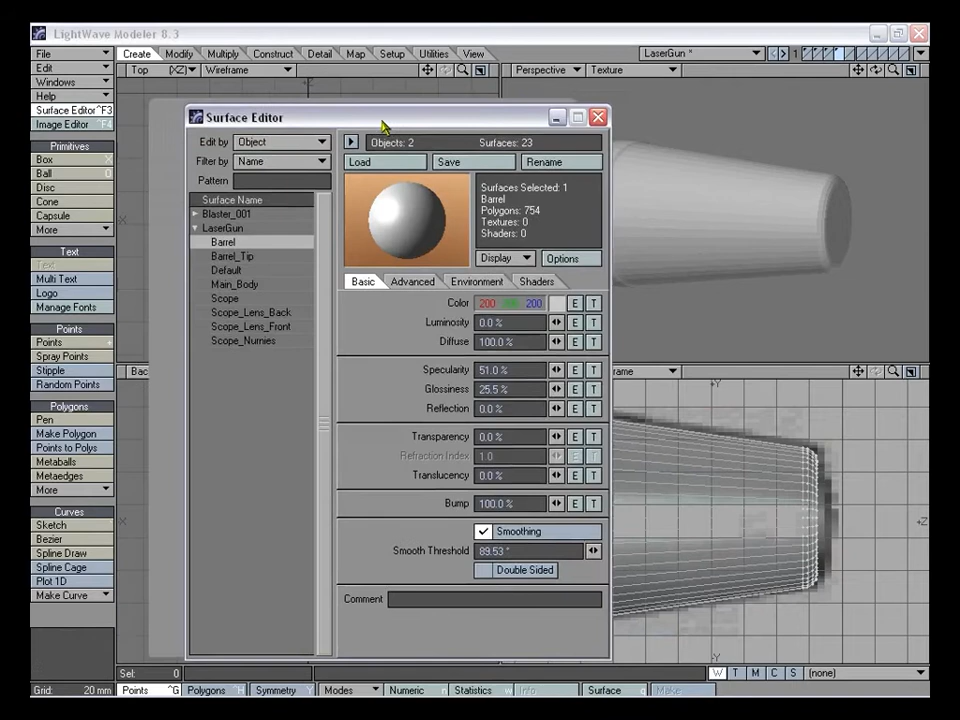 LightWave Modeler 8.3
File
Create Modify Multiply Construct Detail Map Setup Utilities View
LaserGun *
1
Edit
Top (XZ) Wireframe
Perspective Texture
Windows
Help
Surface Editor ^F3
Image Editor ^F4
Primitives
Box X
Ball O
Disc
Cone
Capsule
More
Text
Text
Multi Text
Logo
Manage Fonts
Points
Points +
Spray Points
Stipple
Random Points
Polygons
Pen
Make Polygon
Points to Polys
Metaballs
Metaedges
More
Curves
Sketch
Bezier
Spline Draw
Spline Cage
Plot 1D
Make Curve
Surface Editor
Edit by Object
Filter by Name
Pattern
Surface Name
Blaster_001
LaserGun
Barrel
Barrel_Tip
Default
Main_Body
Scope
Scope_Lens_Back
Scope_Lens_Front
Scope_Nurnies
Objects: 2 Surfaces: 23
Load Save Rename
Surfaces Selected: 1
Barrel
Polygons: 754
Textures: 0
Shaders: 0
Display Options
Basic Advanced Environment Shaders
Color 200 200 E T
Luminosity 0.0 % E T
Diffuse 100.0 % E T
Specularity 51.0 % E T
Glossiness 25.5 % E T
Reflection 0.0 % E T
Transparency 0.0 % E T
Refraction Index 1.0 E T
Translucency 0.0 % E T
Bump 100.0 % E T
Smoothing
Smooth Threshold 89.53 °
Double Sided
Comment
Bac
rame
Y
Z
Y
Sel: 0
W T M C S (none)
Grid: 20 mm Points ^G Polygons ^H Symmetry Y Modes Numeric n Statistics w Info Surface q Make